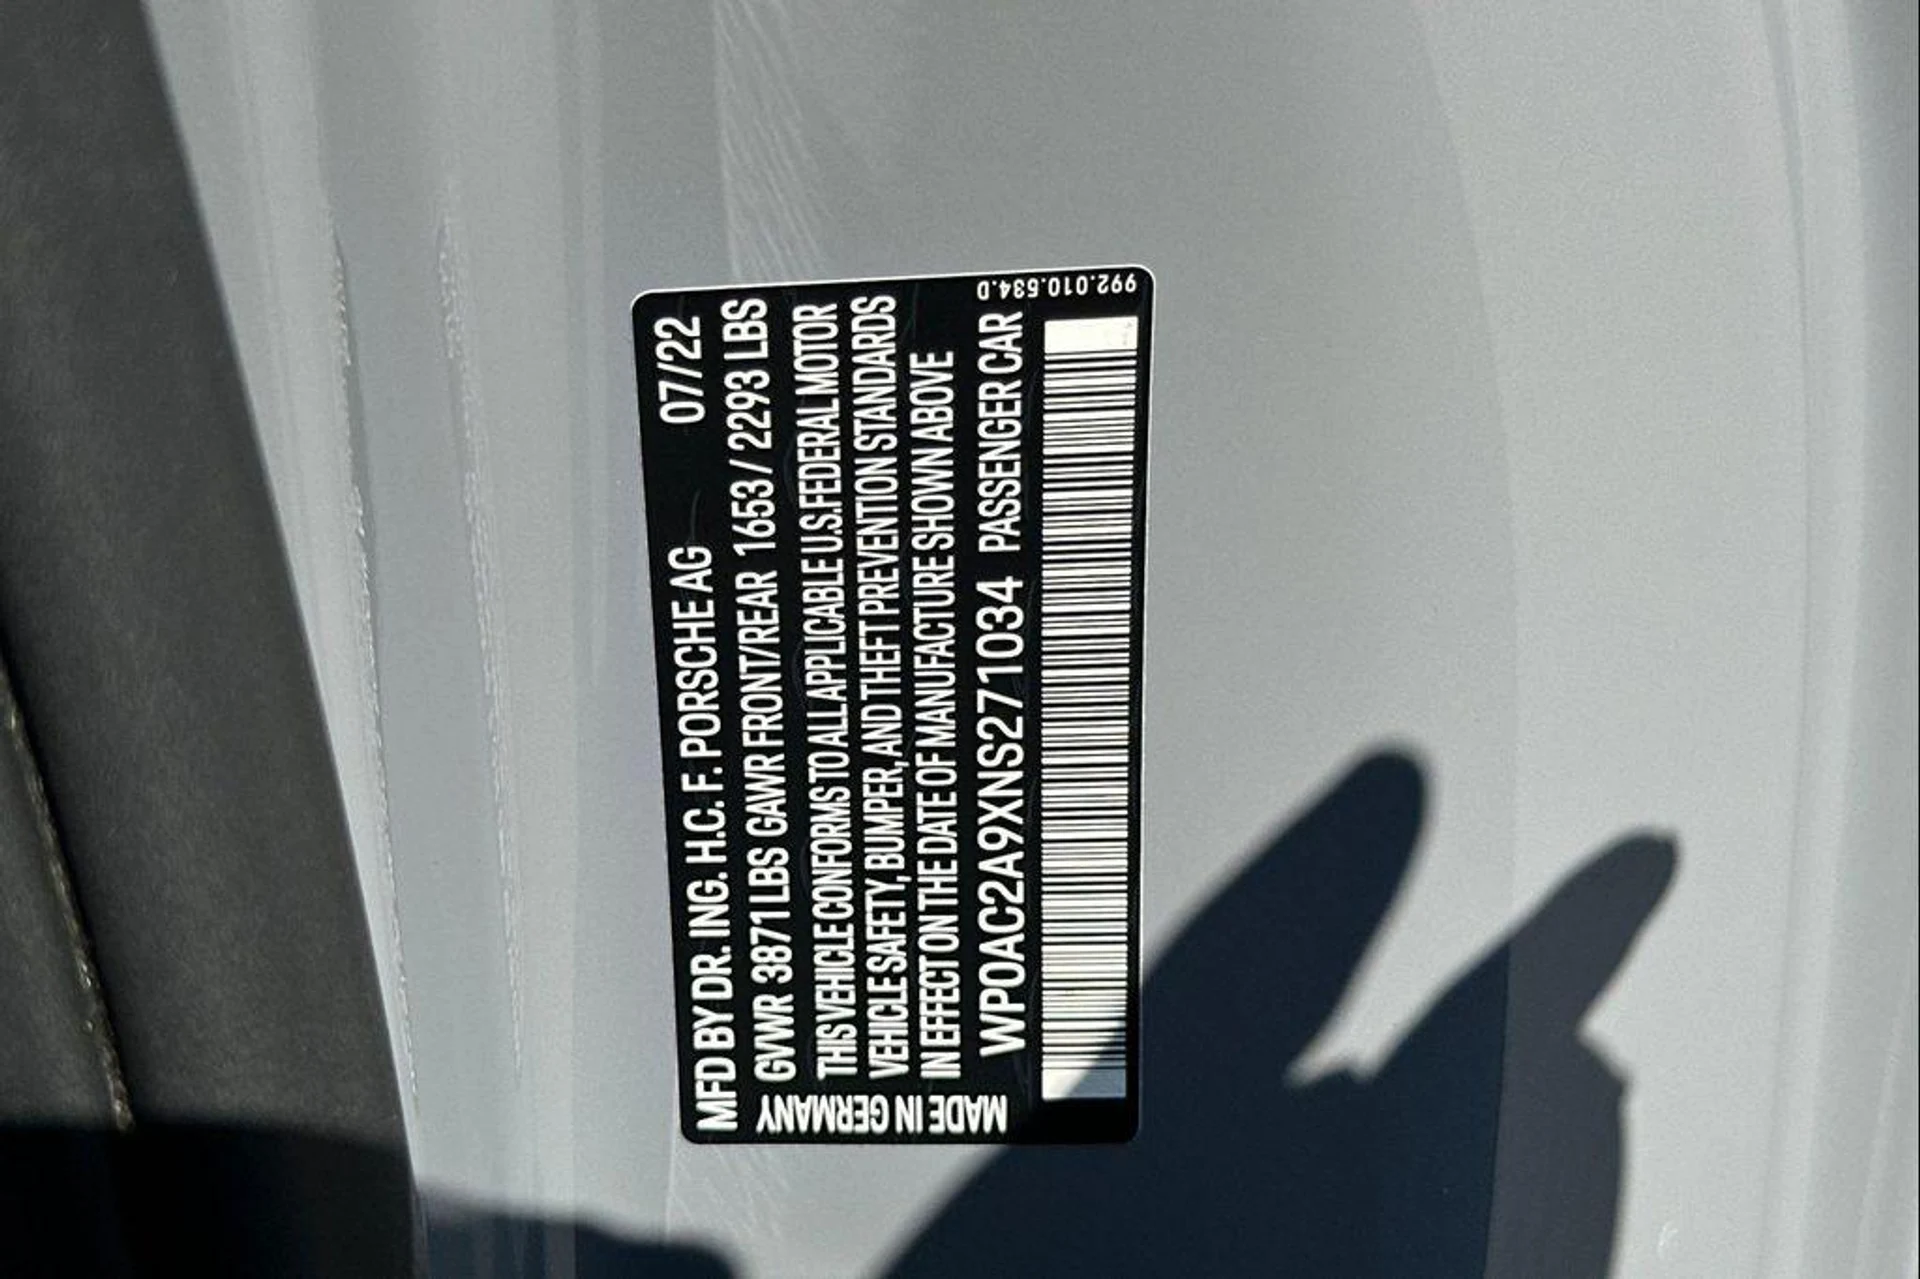 MFD BY DR. ING. H.C. F. PORSCHE AG 07/22
GVWR 3871 LBS GAWR FRONT/REAR 1653 / 2293 LBS
THIS VEHICLE CONFORMS TO ALL APPLICABLE U.S. FEDERAL MOTOR
VEHICLE SAFETY, BUMPER, AND THEFT PREVENTION STANDARDS
IN EFFECT ON THE DATE OF MANUFACTURE SHOWN ABOVE
WP0AC2A9XNS271034 PASSENGER CAR
MADE IN GERMANY
992.010.534.D